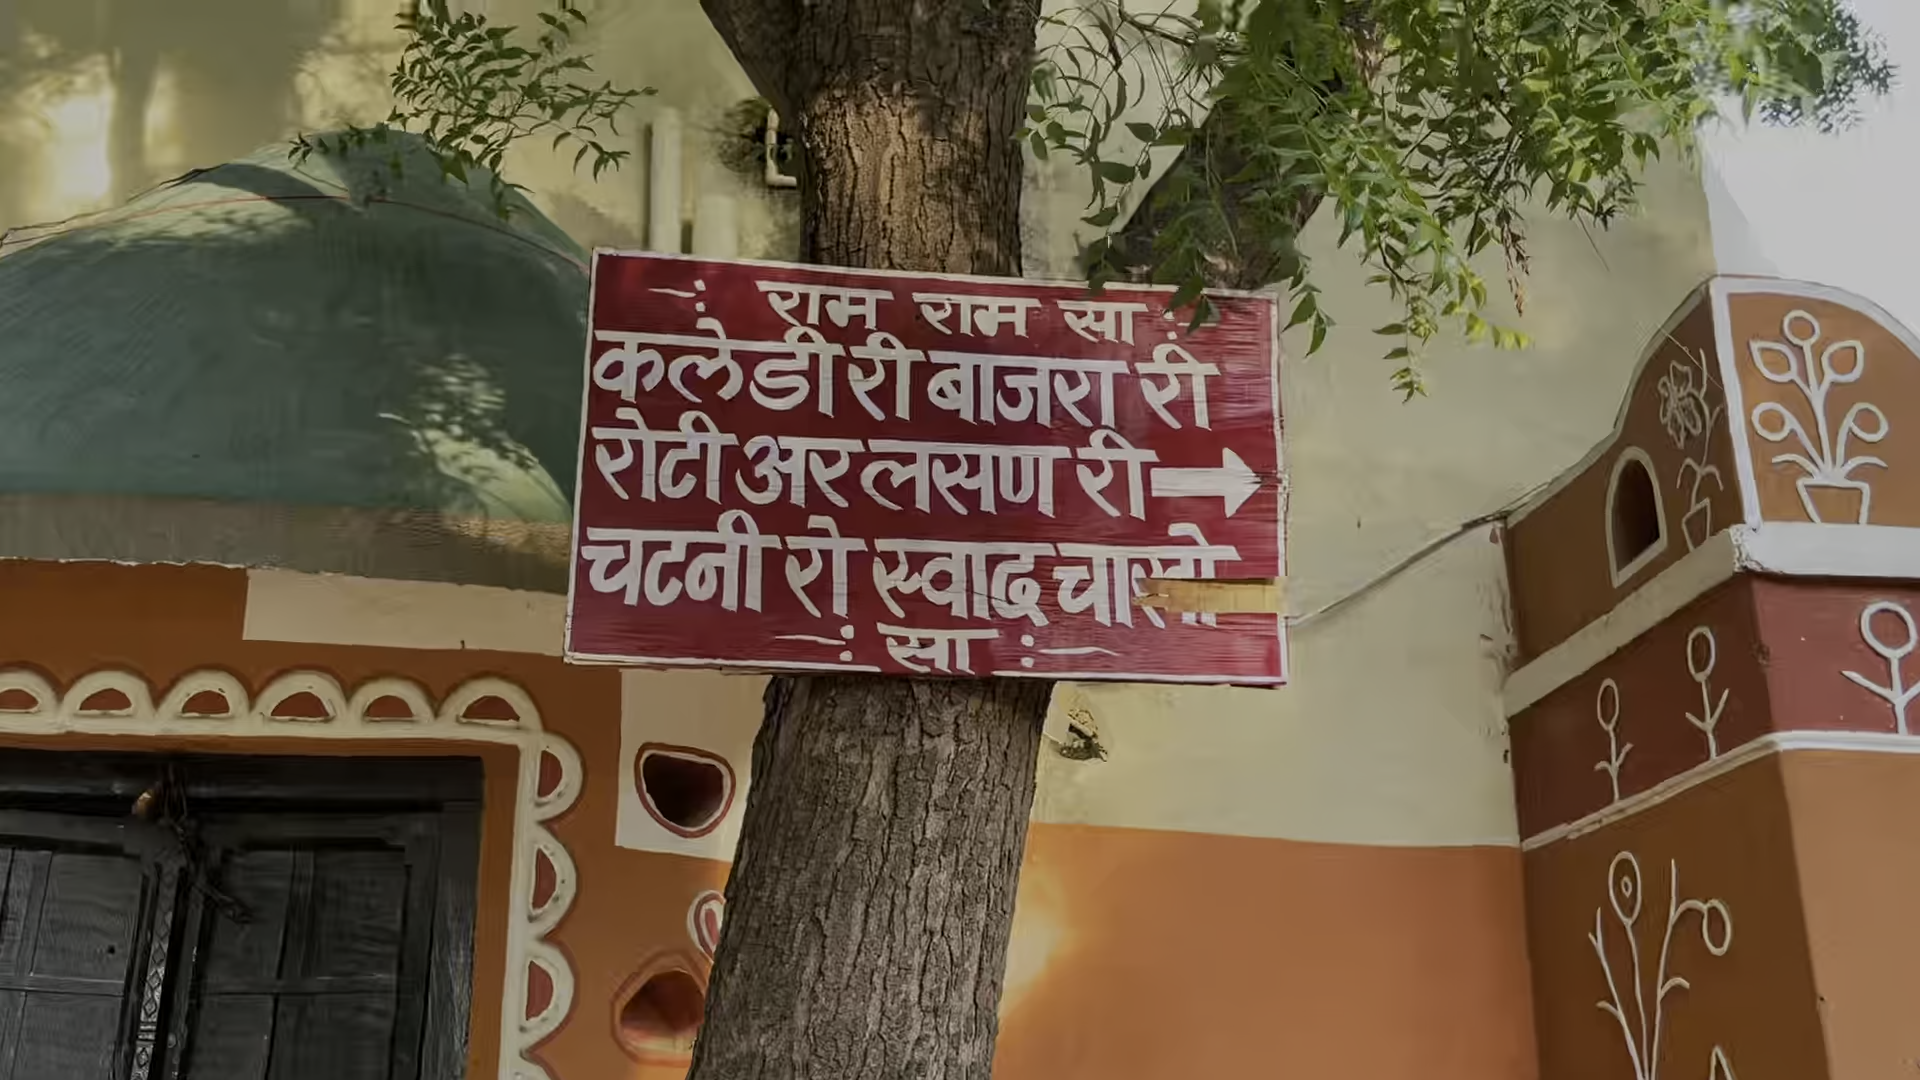 -: राम राम सा :-
कलेडी री बाजरा री
रोटी अर लसण री →
चटनी रो स्वाद चाखो
-: सा :-